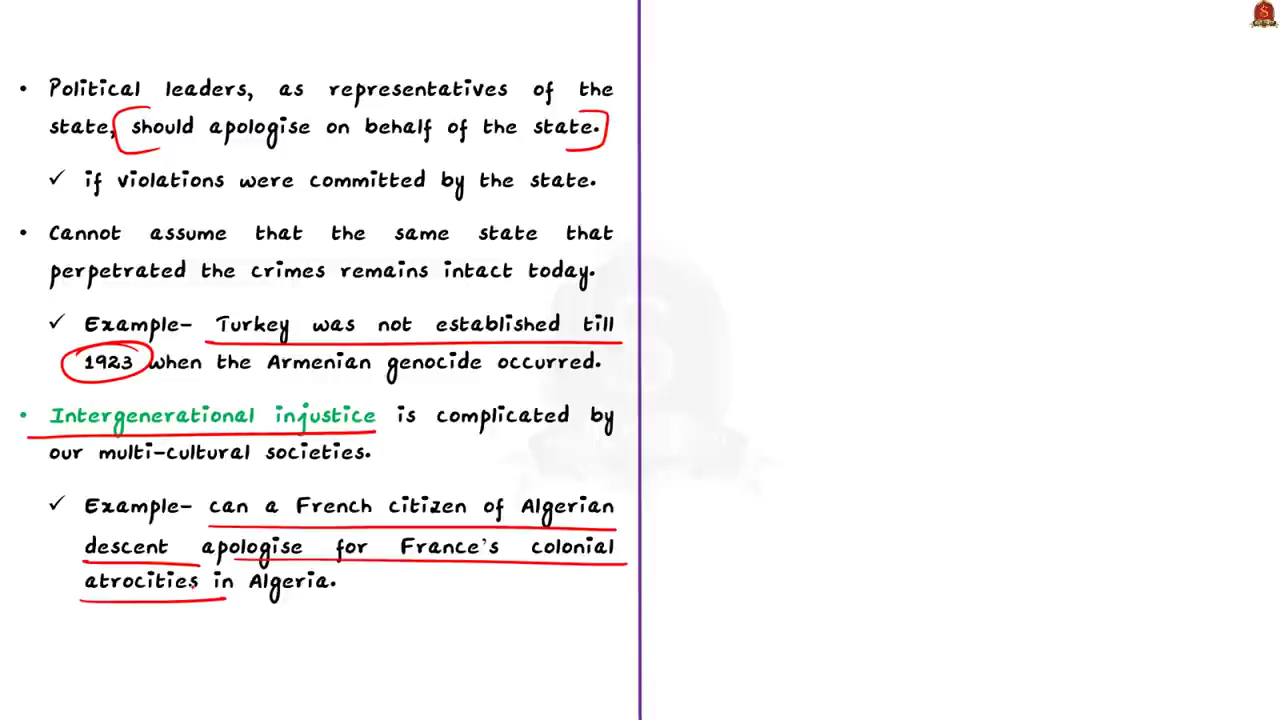 • Political leaders, as representatives of the
state, should apologise on behalf of the state.
✓ if violations were committed by the state.
• Cannot assume that the same state that
perpetrated the crimes remains intact today.
✓ Example- Turkey was not established till
1923 when the Armenian genocide occurred.
• Intergenerational injustice is complicated by
our multi-cultural societies.
✓ Example- can a French citizen of Algerian
descent apologise for France's colonial
atrocities in Algeria.